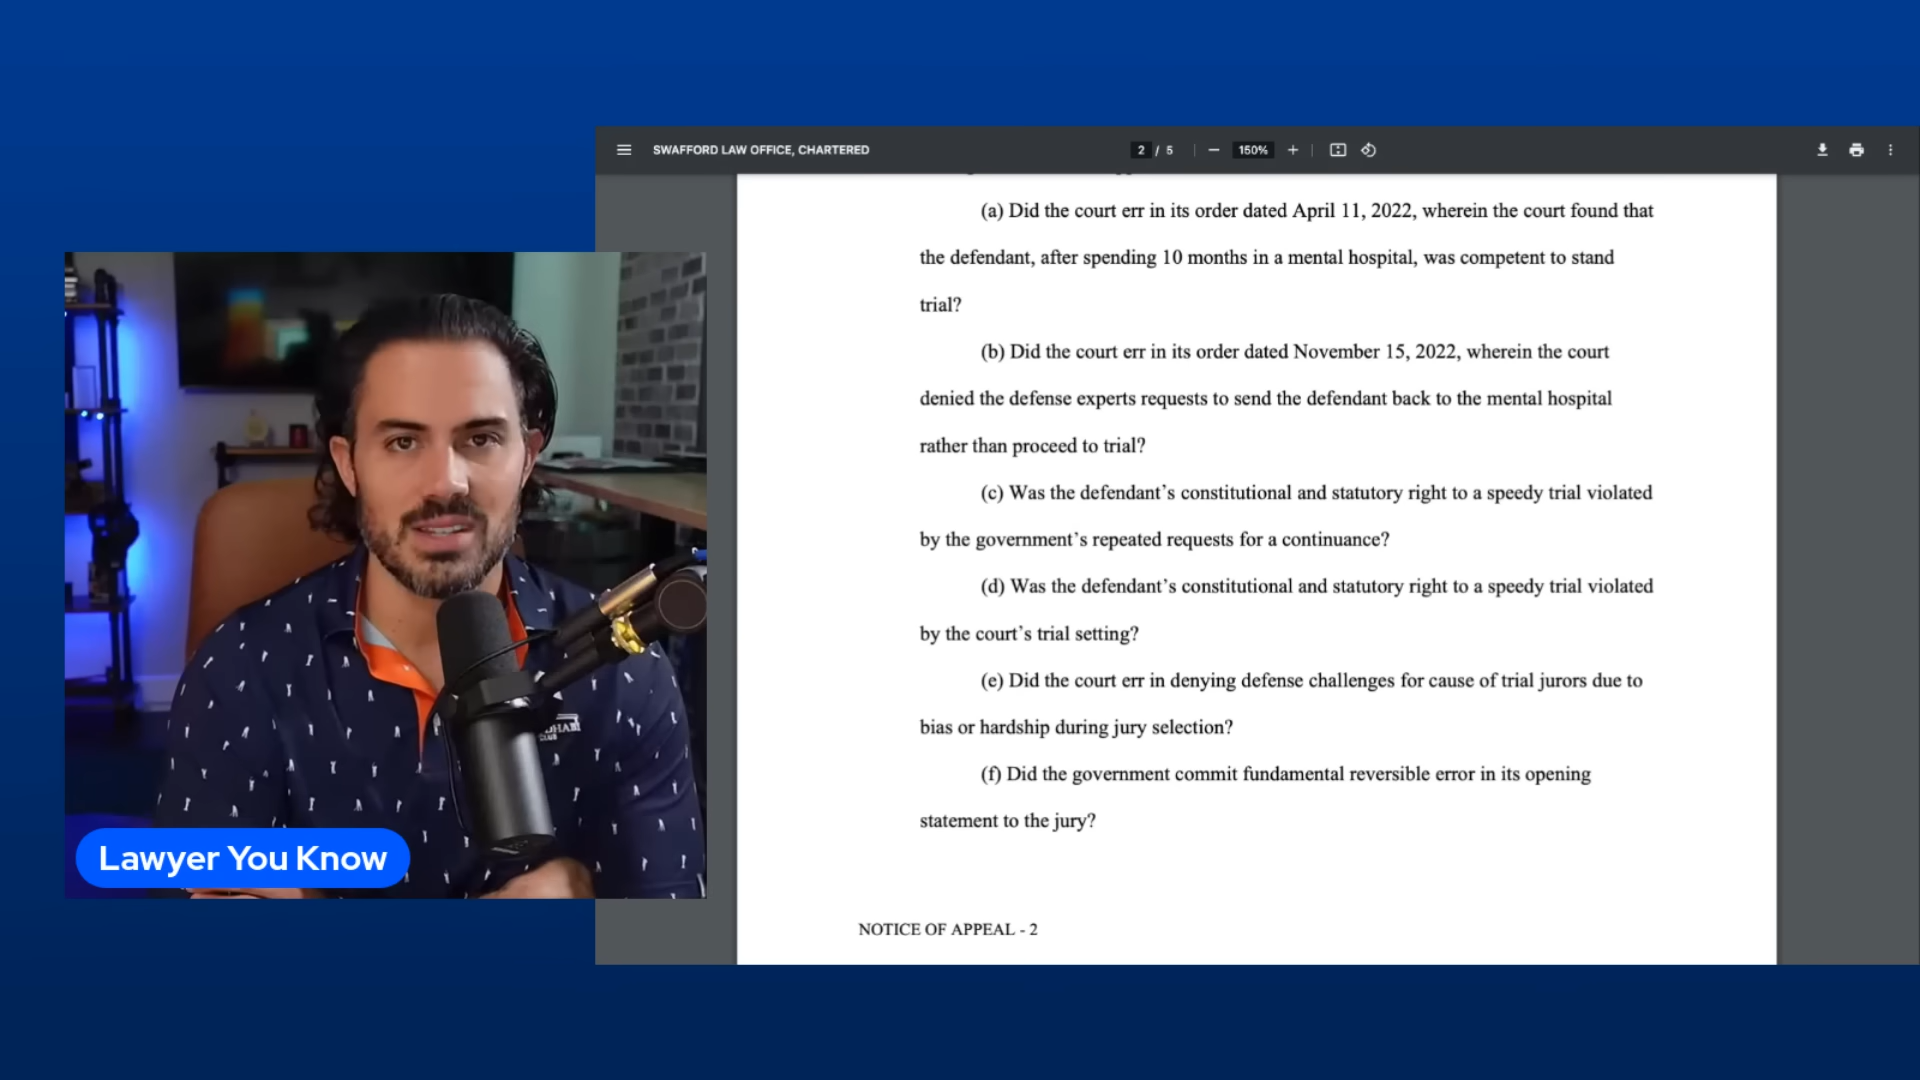 SWAFFORD LAW OFFICE, CHARTERED
2 / 5
150%
(a) Did the court err in its order dated April 11, 2022, wherein the court found that
the defendant, after spending 10 months in a mental hospital, was competent to stand
trial?
(b) Did the court err in its order dated November 15, 2022, wherein the court
denied the defense experts requests to send the defendant back to the mental hospital
rather than proceed to trial?
(c) Was the defendant’s constitutional and statutory right to a speedy trial violated
by the government’s repeated requests for a continuance?
(d) Was the defendant’s constitutional and statutory right to a speedy trial violated
by the court’s trial setting?
(e) Did the court err in denying defense challenges for cause of trial jurors due to
bias or hardship during jury selection?
(f) Did the government commit fundamental reversible error in its opening
statement to the jury?
NOTICE OF APPEAL - 2
Lawyer You Know